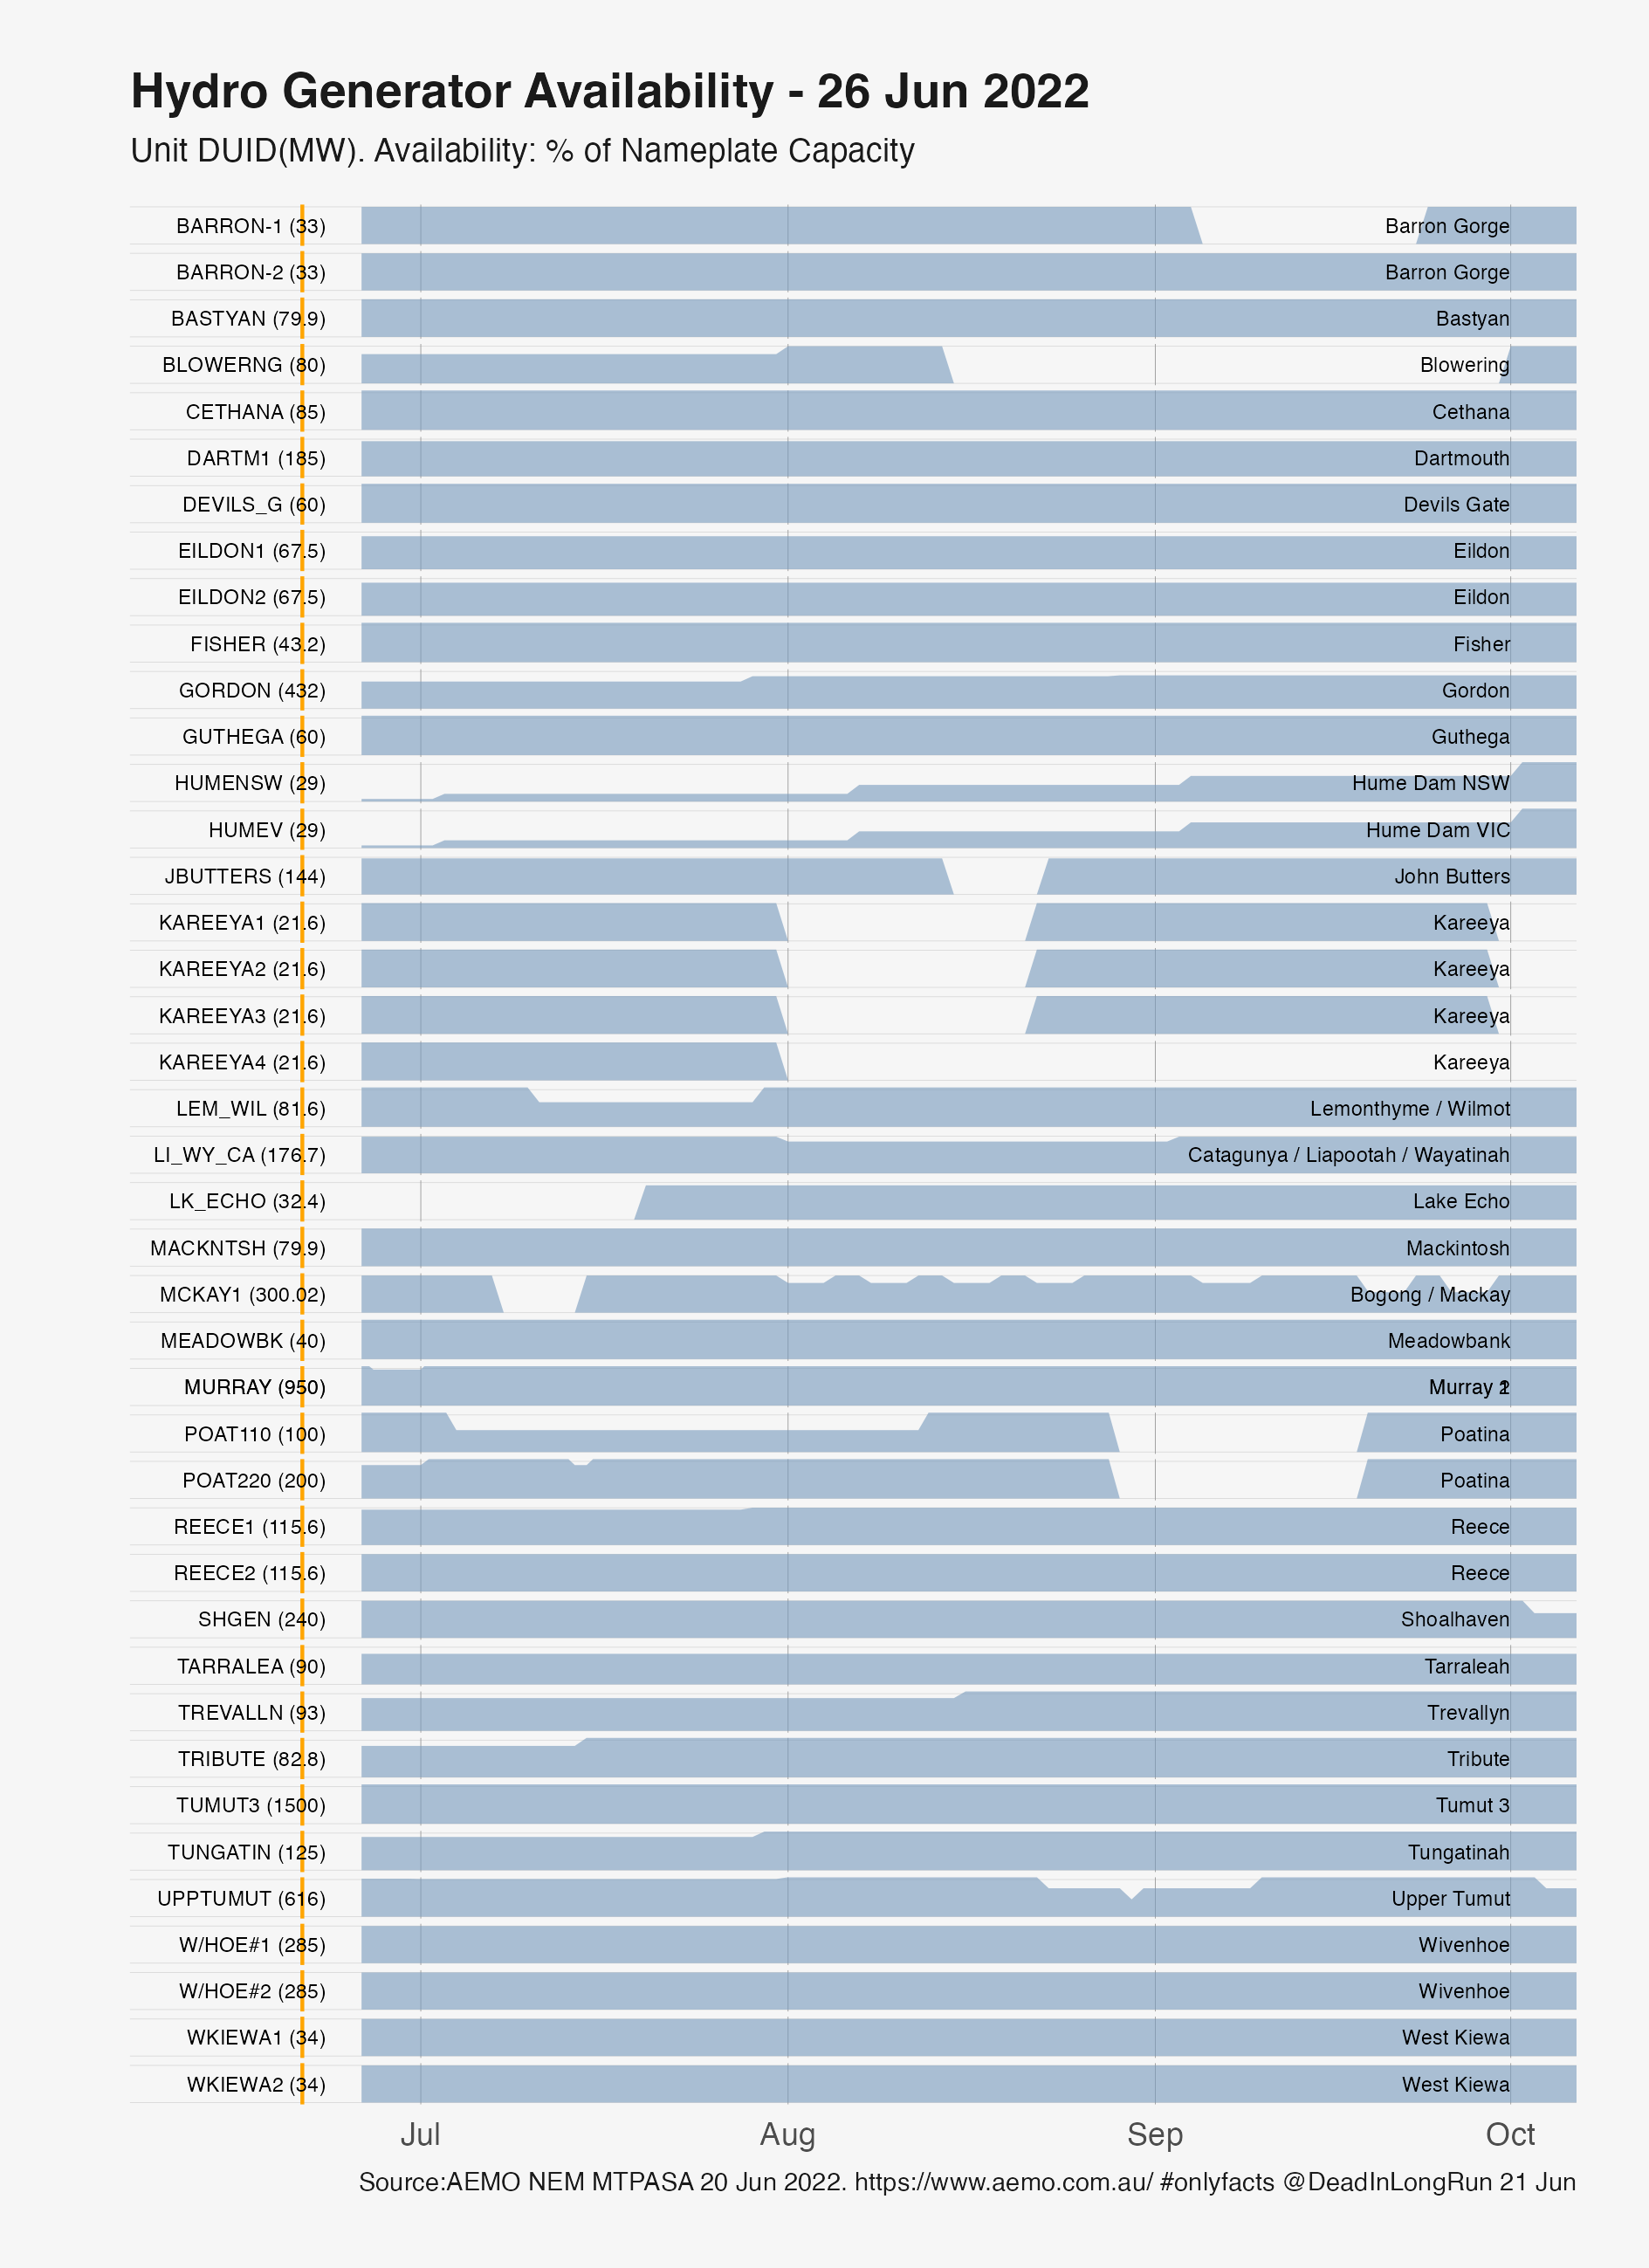 Hydro Generator Availability - 26 Jun 2022
Unit DUID(MW). Availability: % of Nameplate Capacity
BARRON-1 (33) Barron Gorge
BARRON-2 (33) Barron Gorge
BASTYAN (79.9) Bastyan
BLOWERNG (80) Blowering
CETHANA (85) Cethana
DARTM1 (185) Dartmouth
DEVILS_G (60) Devils Gate
EILDON1 (67.5) Eildon
EILDON2 (67.5) Eildon
FISHER (43.2) Fisher
GORDON (432) Gordon
GUTHEGA (60) Guthega
HUMENSW (29) Hume Dam NSW
HUMEV (29) Hume Dam VIC
JBUTTERS (144) John Butters
KAREEYA1 (21.6) Kareeya
KAREEYA2 (21.6) Kareeya
KAREEYA3 (21.6) Kareeya
KAREEYA4 (21.6) Kareeya
LEM_WIL (81.6) Lemonthyme / Wilmot
LI_WY_CA (176.7) Catagunya / Liapootah / Wayatinah
LK_ECHO (32.4) Lake Echo
MACKNTSH (79.9) Mackintosh
MCKAY1 (300.02) Bogong / Mackay
MEADOWBK (40) Meadowbank
MURRAY (950) Murray
POAT110 (100) Poatina
POAT220 (200) Poatina
REECE1 (115.6) Reece
REECE2 (115.6) Reece
SHGEN (240) Shoalhaven
TARRALEA (90) Tarraleah
TREVALLN (93) Trevallyn
TRIBUTE (82.8) Tribute
TUMUT3 (1500) Tumut 3
TUNGATIN (125) Tungatinah
UPPTUMUT (616) Upper Tumut
W/HOE#1 (285) Wivenhoe
W/HOE#2 (285) Wivenhoe
WKIEWA1 (34) West Kiewa
WKIEWA2 (34) West Kiewa
Jul Aug Sep Oct
Source:AEMO NEM MTPASA 20 Jun 2022. https://www.aemo.com.au/ #onlyfacts @DeadInLongRun 21 Jun